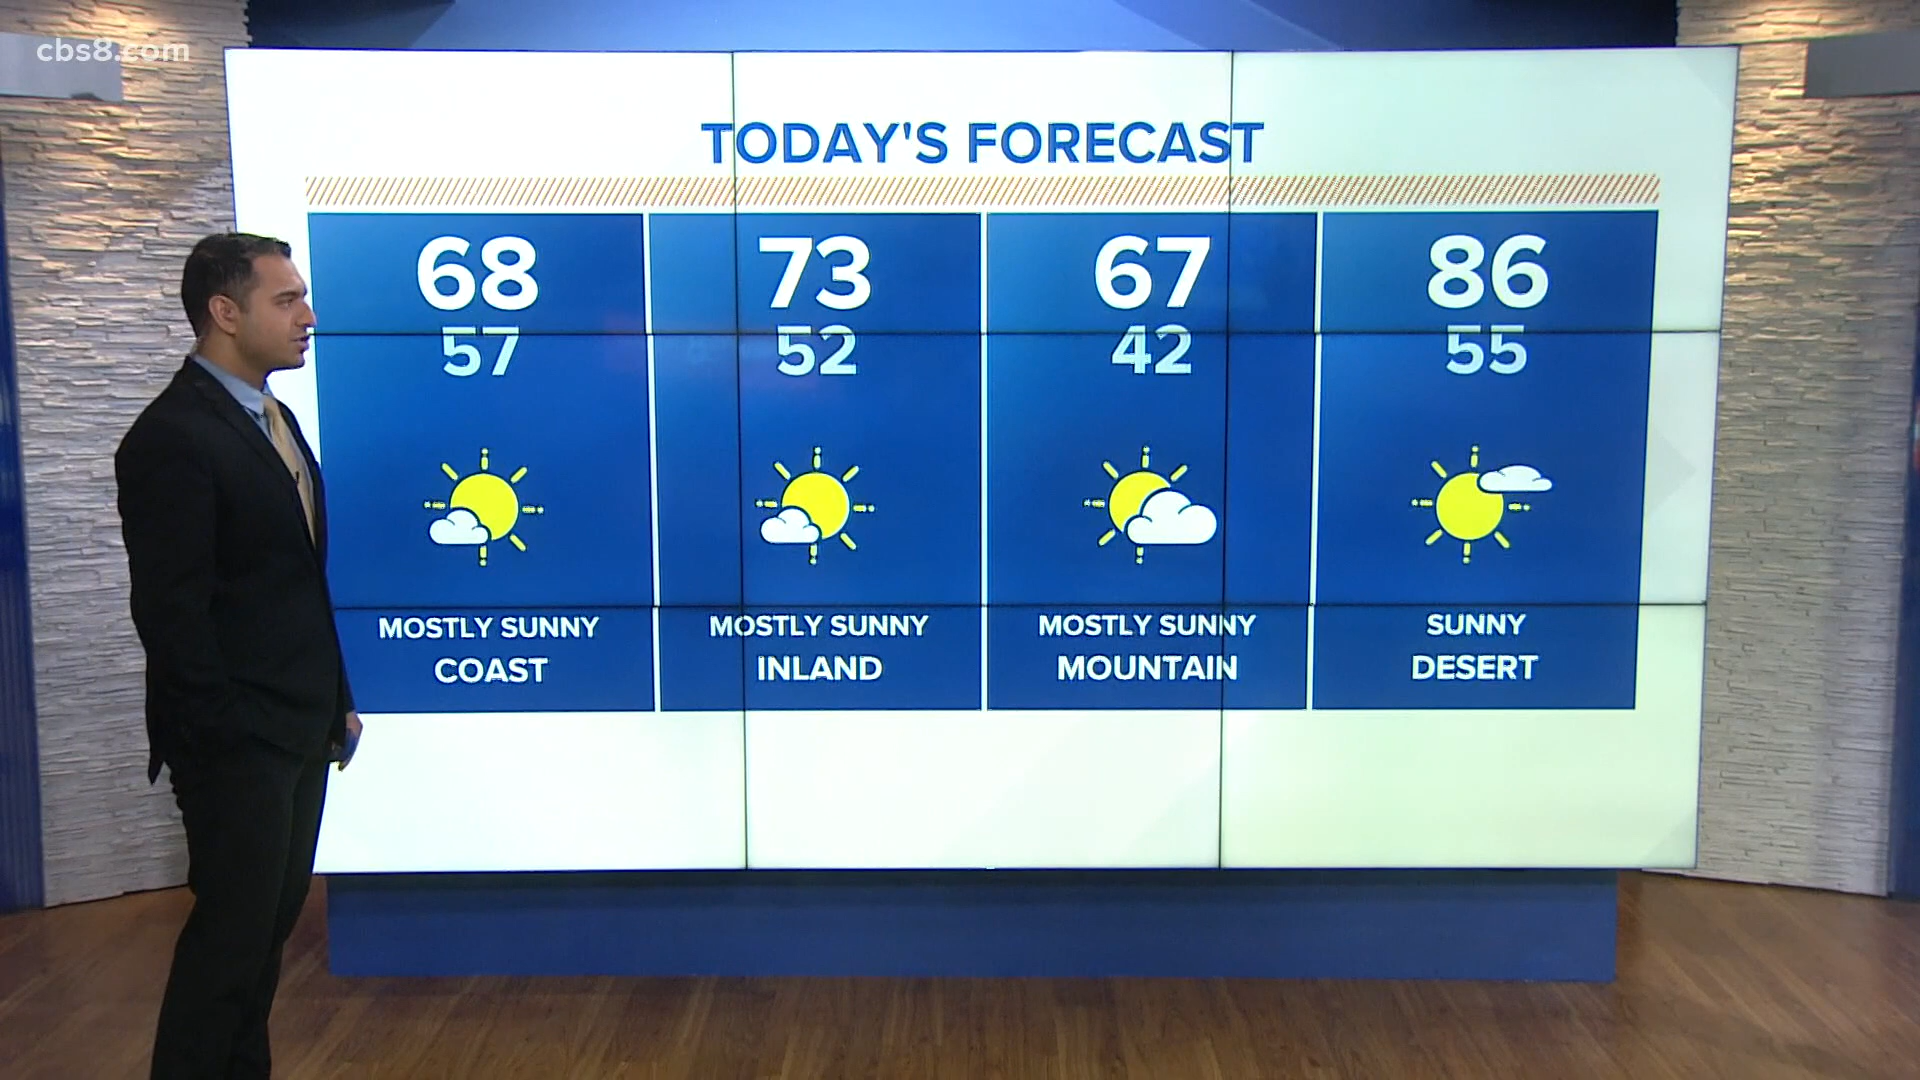 cbs8.com
TODAY'S FORECAST
68
57
MOSTLY SUNNY
COAST
73
52
MOSTLY SUNNY
INLAND
67
42
MOSTLY SUNNY
MOUNTAIN
86
55
SUNNY
DESERT